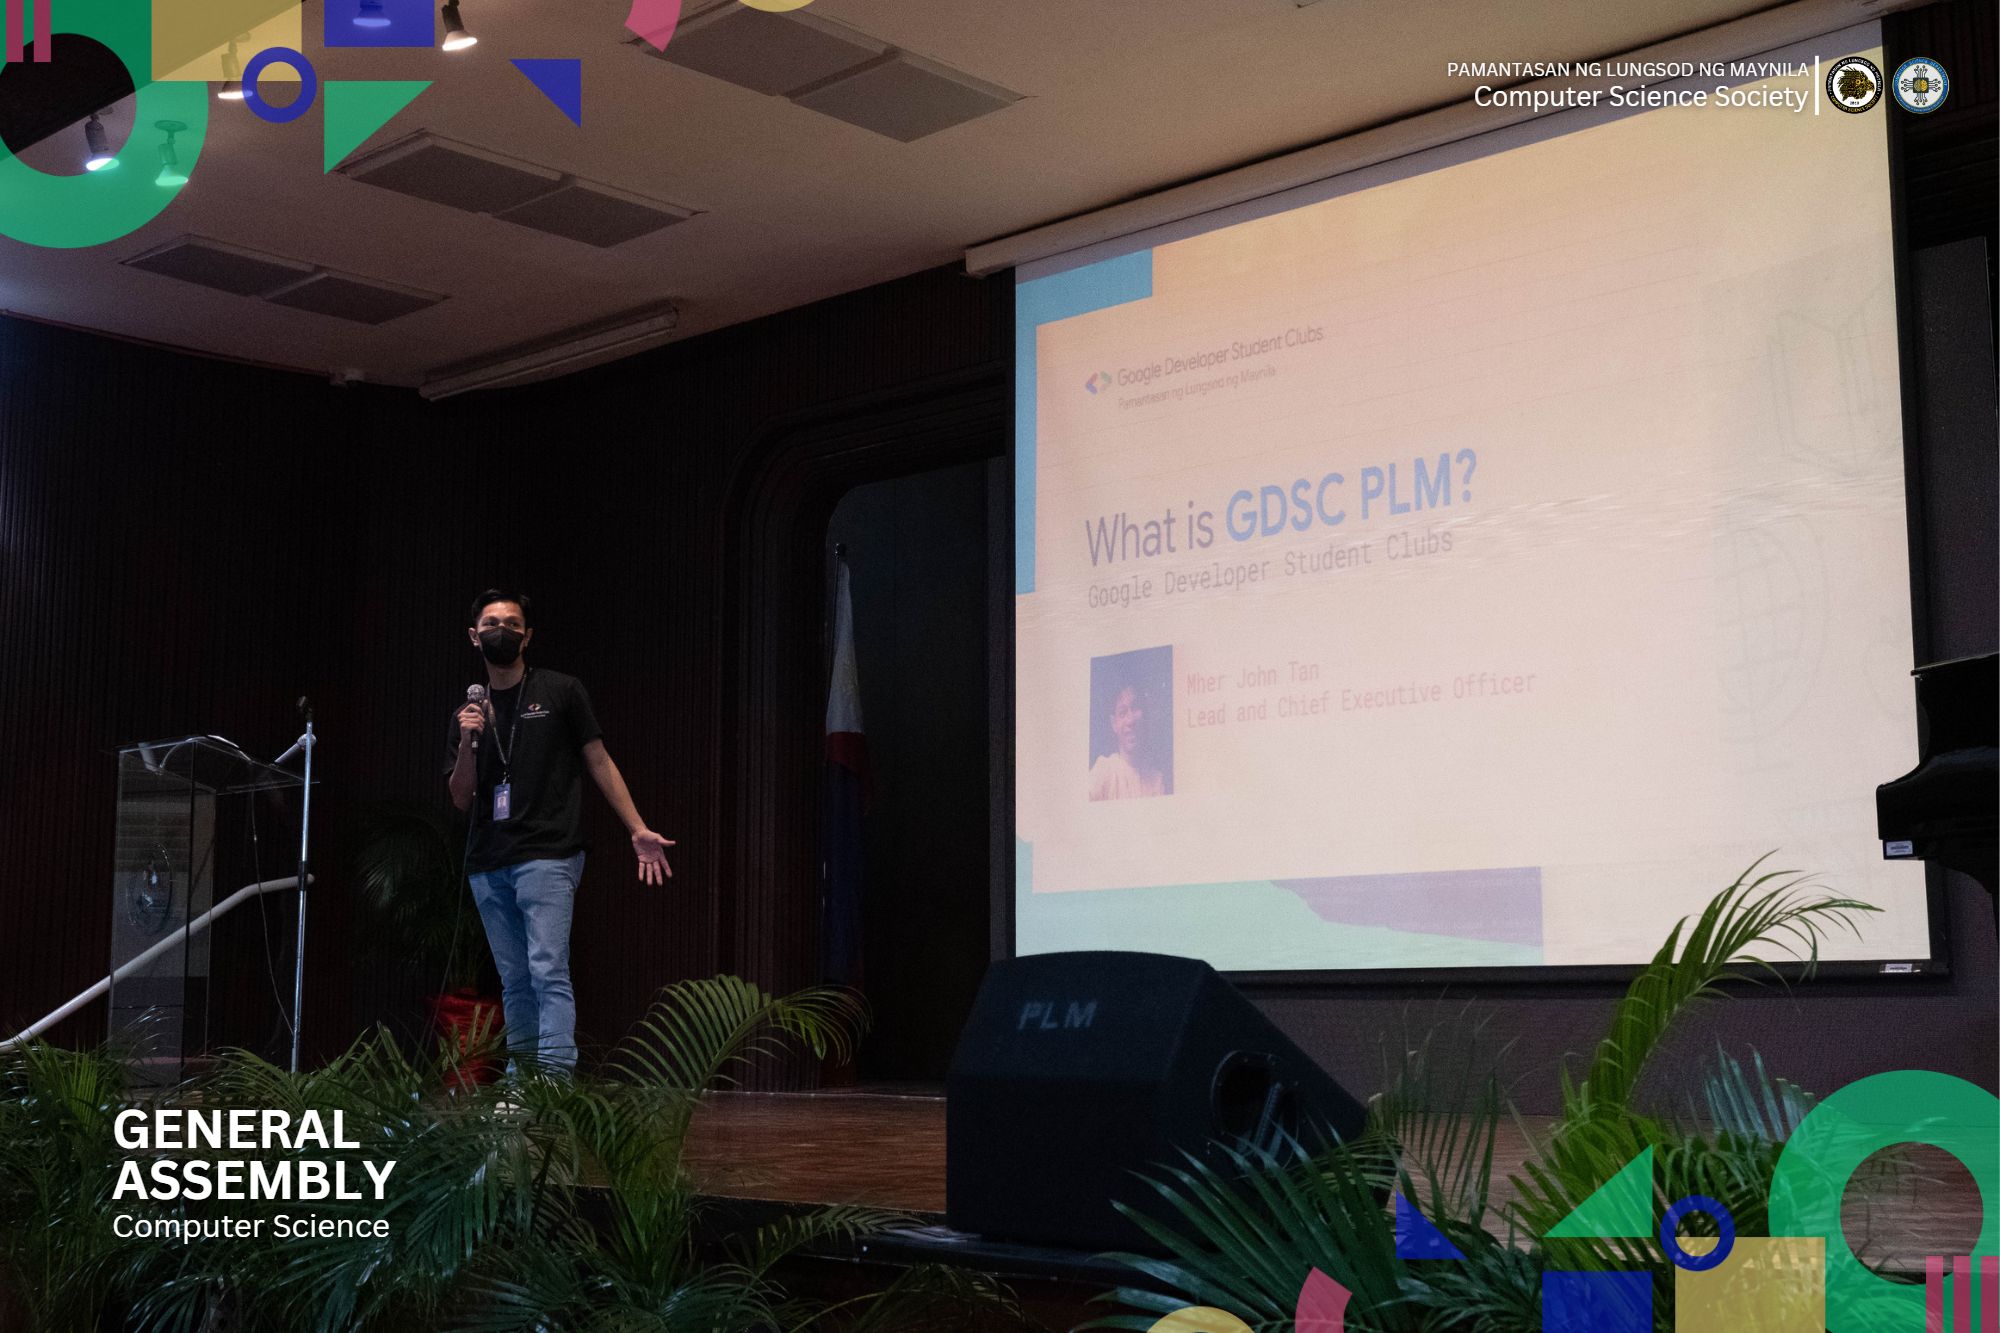 PAMANTASAN NG LUNGSOD NG MAYNILA
Computer Science Society
Google Developer Student Clubs
Pamantasan ng Lungsod ng Maynila
What is GDSC PLM?
Google Developer Student Clubs
Mher John Tan
Lead and Chief Executive Officer
PLM
GENERAL
ASSEMBLY
Computer Science